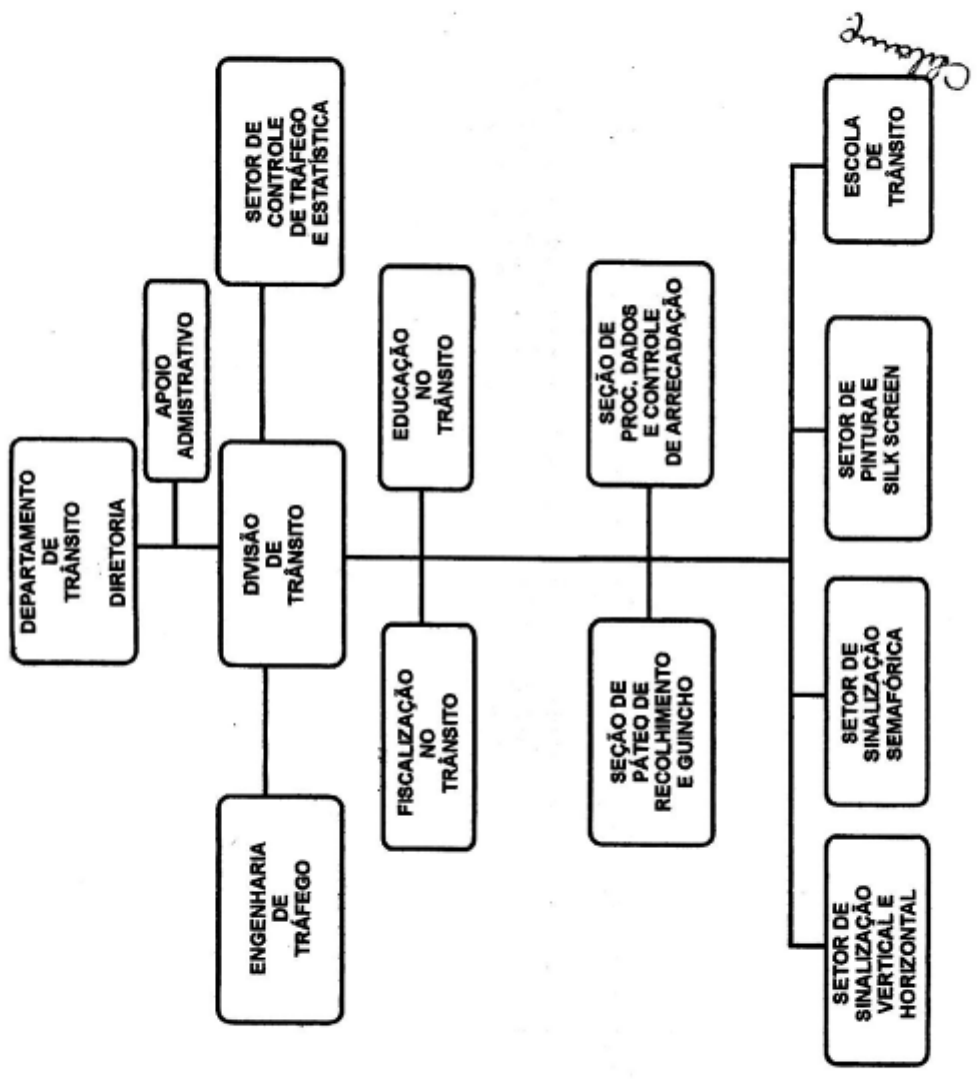 DEPARTAMENTO
DE
TRÂNSITO
DIRETORIA
APOIO
ADMISTRATIVO
ENGENHARIA
DE
TRÁFEGO
DIVISÃO
DE
TRÂNSITO
SETOR DE
CONTROLE
DE TRÁFEGO
E ESTATÍSTICA
FISCALIZAÇÃO
NO
TRÂNSITO
EDUCAÇÃO
NO
TRÂNSITO
SEÇÃO DE
PÁTEO DE
RECOLHIMENTO
E GUINCHO
SEÇÃO DE
PROC. DADOS
E CONTROLE
DE ARRECADAÇÃO
SETOR DE
SINALIZAÇÃO
VERTICAL E
HORIZONTAL
SETOR DE
SINALIZAÇÃO
SEMAFÓRICA
SETOR DE
PINTURA E
SILK SCREEN
ESCOLA
DE
TRÂNSITO